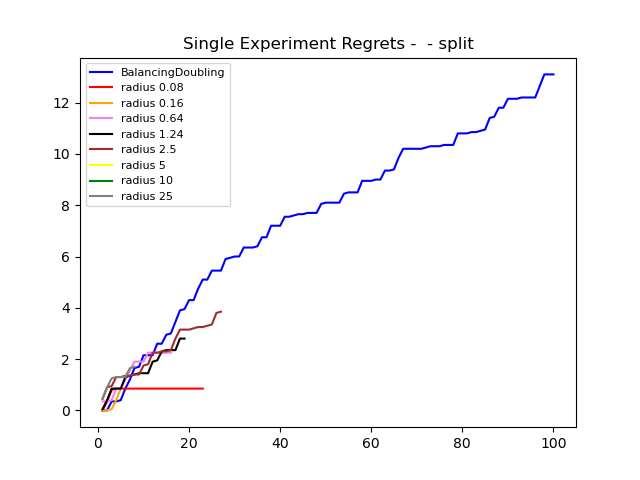 Single Experiment Regrets -  - split
BalancingDoubling
radius 0.08
radius 0.16
radius 0.64
radius 1.24
radius 2.5
radius 5
radius 10
radius 25
12
10
8
6
4
2
0
0 20 40 60 80 100